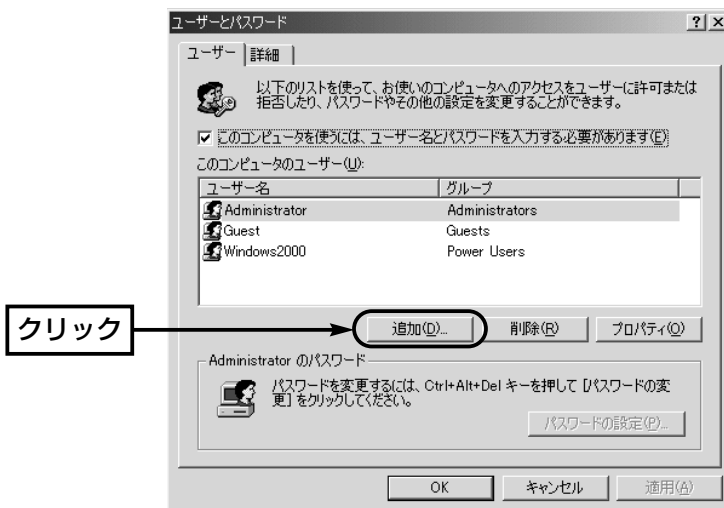 ユーザーとパスワード
ユーザー 詳細
以下のリストを使って、お使いのコンピュータへのアクセスをユーザーに許可または
拒否したり、パスワードやその他の設定を変更することができます。
このコンピュータを使うには、ユーザー名とパスワードを入力する必要があります(E)
このコンピュータのユーザー(U):
ユーザー名 グループ
Administrator Administrators
Guest Guests
Windows2000 Power Users
クリック
追加(D)... 削除(R) プロパティ(O)
Administrator のパスワード
パスワードを変更するには、Ctrl+Alt+Del キーを押して [パスワードの変
更] をクリックしてください。
パスワードの設定(P)...
OK キャンセル 適用(A)